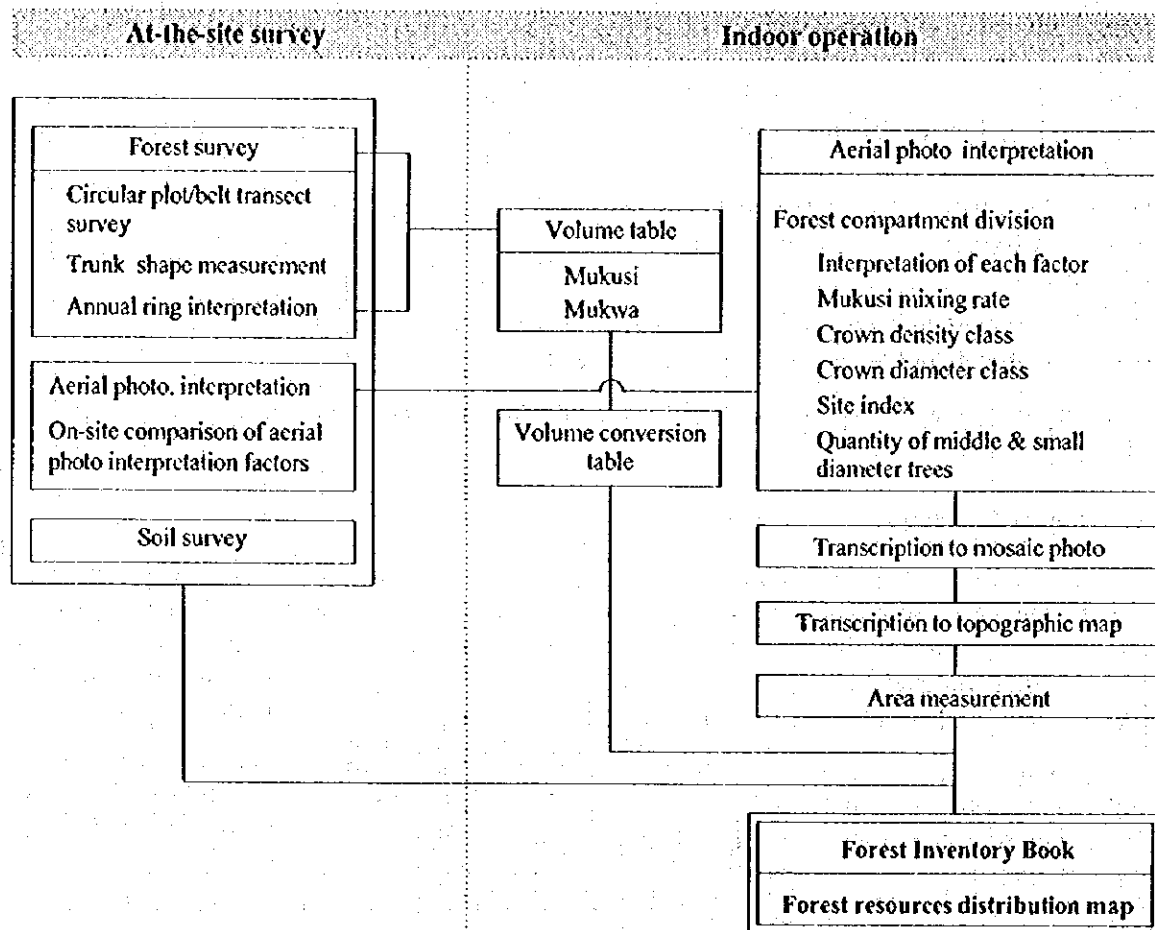 At-the-site survey
Indoor operation
Forest survey
Circular plot/belt transect
survey
Trunk shape measurement
Annual ring interpretation
Aerial photo. interpretation
On-site comparison of aerial
photo interpretation factors
Soil survey
Volume table
Mukusi
Mukwa
Volume conversion
table
Aerial photo interpretation
Forest compartment division
Interpretation of each factor
Mukusi mixing rate
Crown density class
Crown diameter class
Site index
Quantity of middle & small
diameter trees
Transcription to mosaic photo
Transcription to topographic map
Area measurement
Forest Inventory Book
Forest resources distribution map